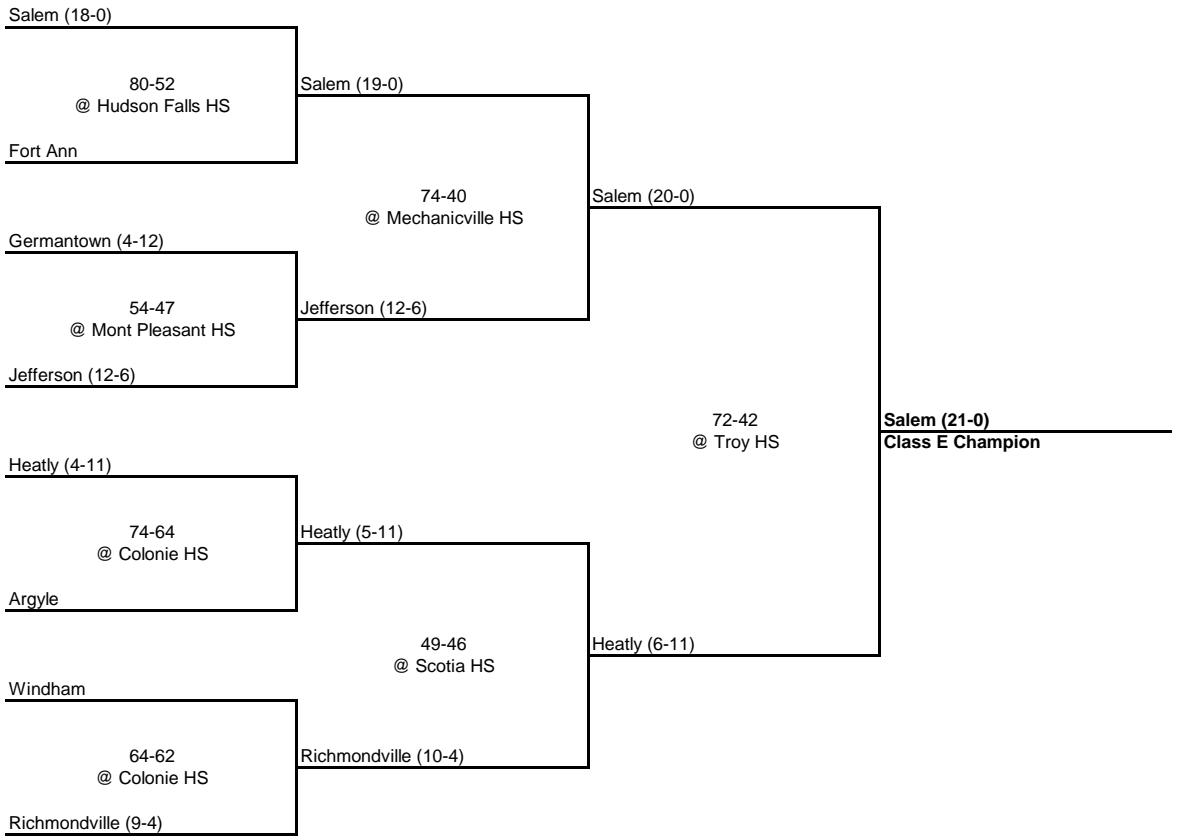 Salem (18-0)
80-52
@ Hudson Falls HS
Salem (19-0)
Fort Ann
74-40
@ Mechanicville HS
Salem (20-0)
Germantown (4-12)
54-47
@ Mont Pleasant HS
Jefferson (12-6)
Jefferson (12-6)
72-42
@ Troy HS
Salem (21-0)
Class E Champion
Heatly (4-11)
74-64
@ Colonie HS
Heatly (5-11)
Argyle
49-46
@ Scotia HS
Heatly (6-11)
Windham
64-62
@ Colonie HS
Richmondville (10-4)
Richmondville (9-4)